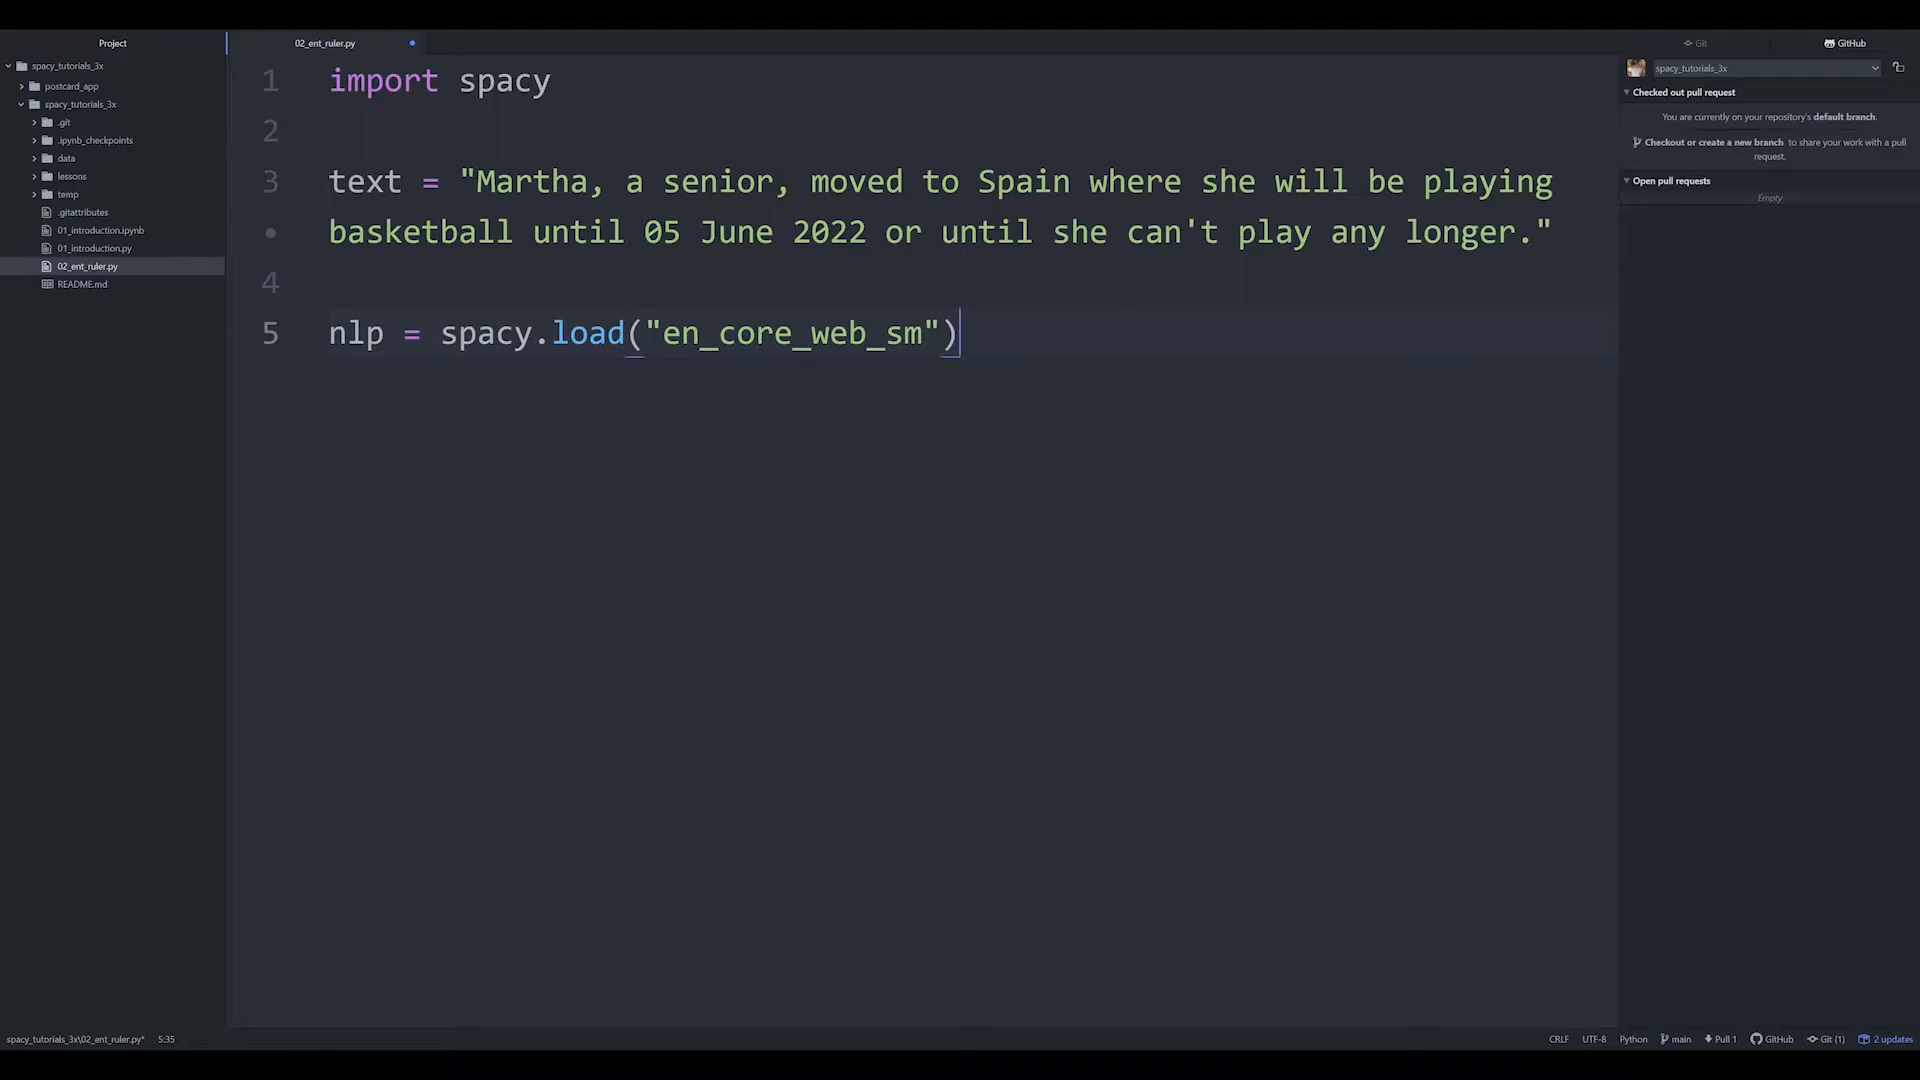 Project
02_ent_ruler.py
Git
GitHub
spacy_tutorials_3x
postcard_app
spacy_tutorials_3x
.git
.ipynb_checkpoints
data
lessons
temp
.gitattributes
01_introduction.ipynb
01_introduction.py
02_ent_ruler.py
README.md
1 import spacy
2
3 text = "Martha, a senior, moved to Spain where she will be playing
basketball until 05 June 2022 or until she can't play any longer."
4
5 nlp = spacy.load("en_core_web_sm")
spacy_tutorials_3x
Checked out pull request
You are currently on your repository's default branch.
Checkout or create a new branch to share your work with a pull
request.
Open pull requests
Empty
spacy_tutorials_3x\02_ent_ruler.py* 5:35
CRLF UTF-8 Python main Pull 1 GitHub Git (1) 2 updates